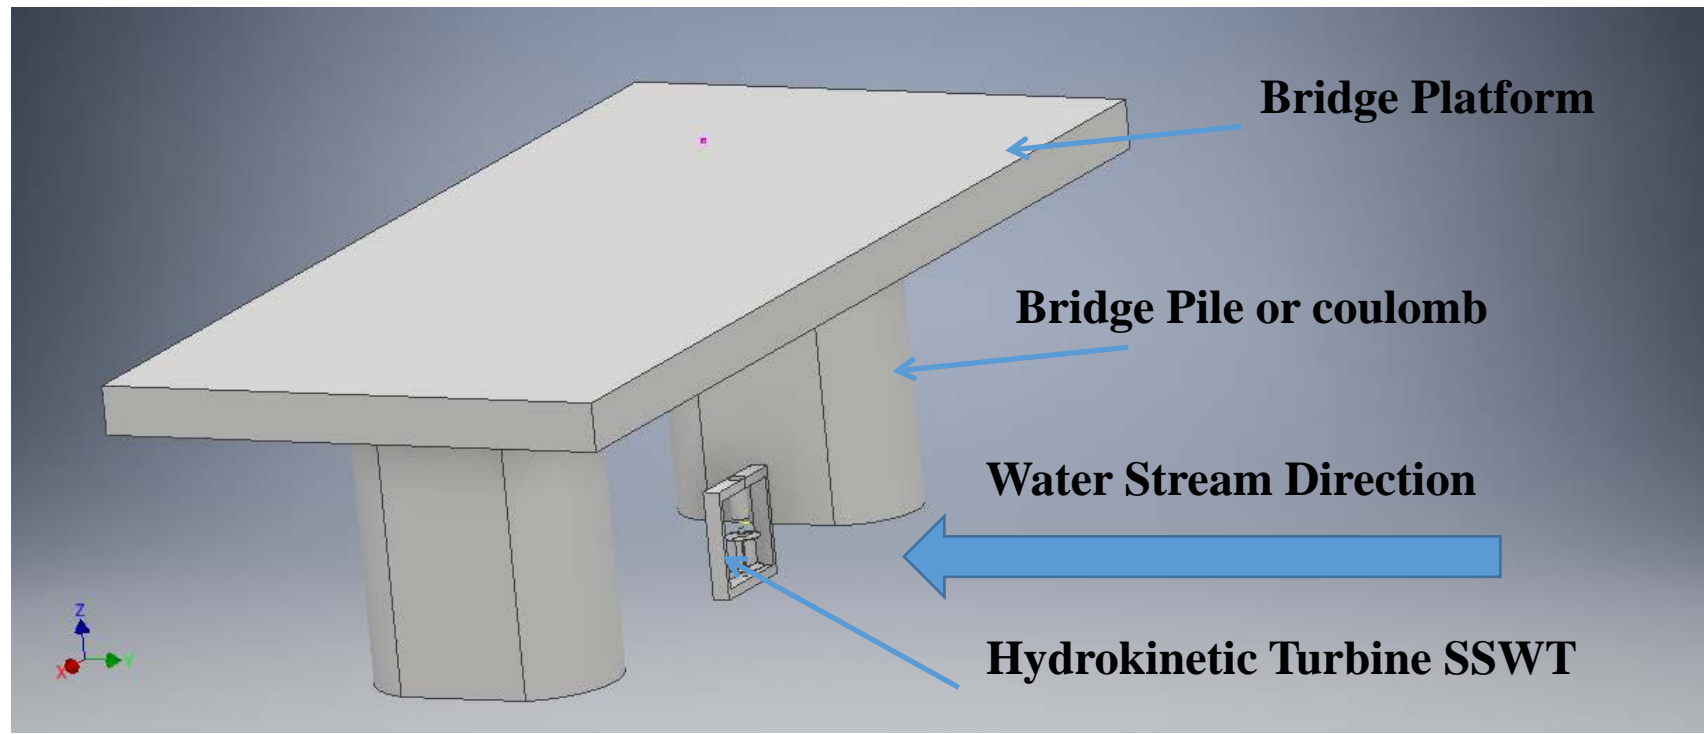 Bridge Platform
Bridge Pile or coulomb
Water Stream Direction
Hydrokinetic Turbine SSWT
Z
X
Y